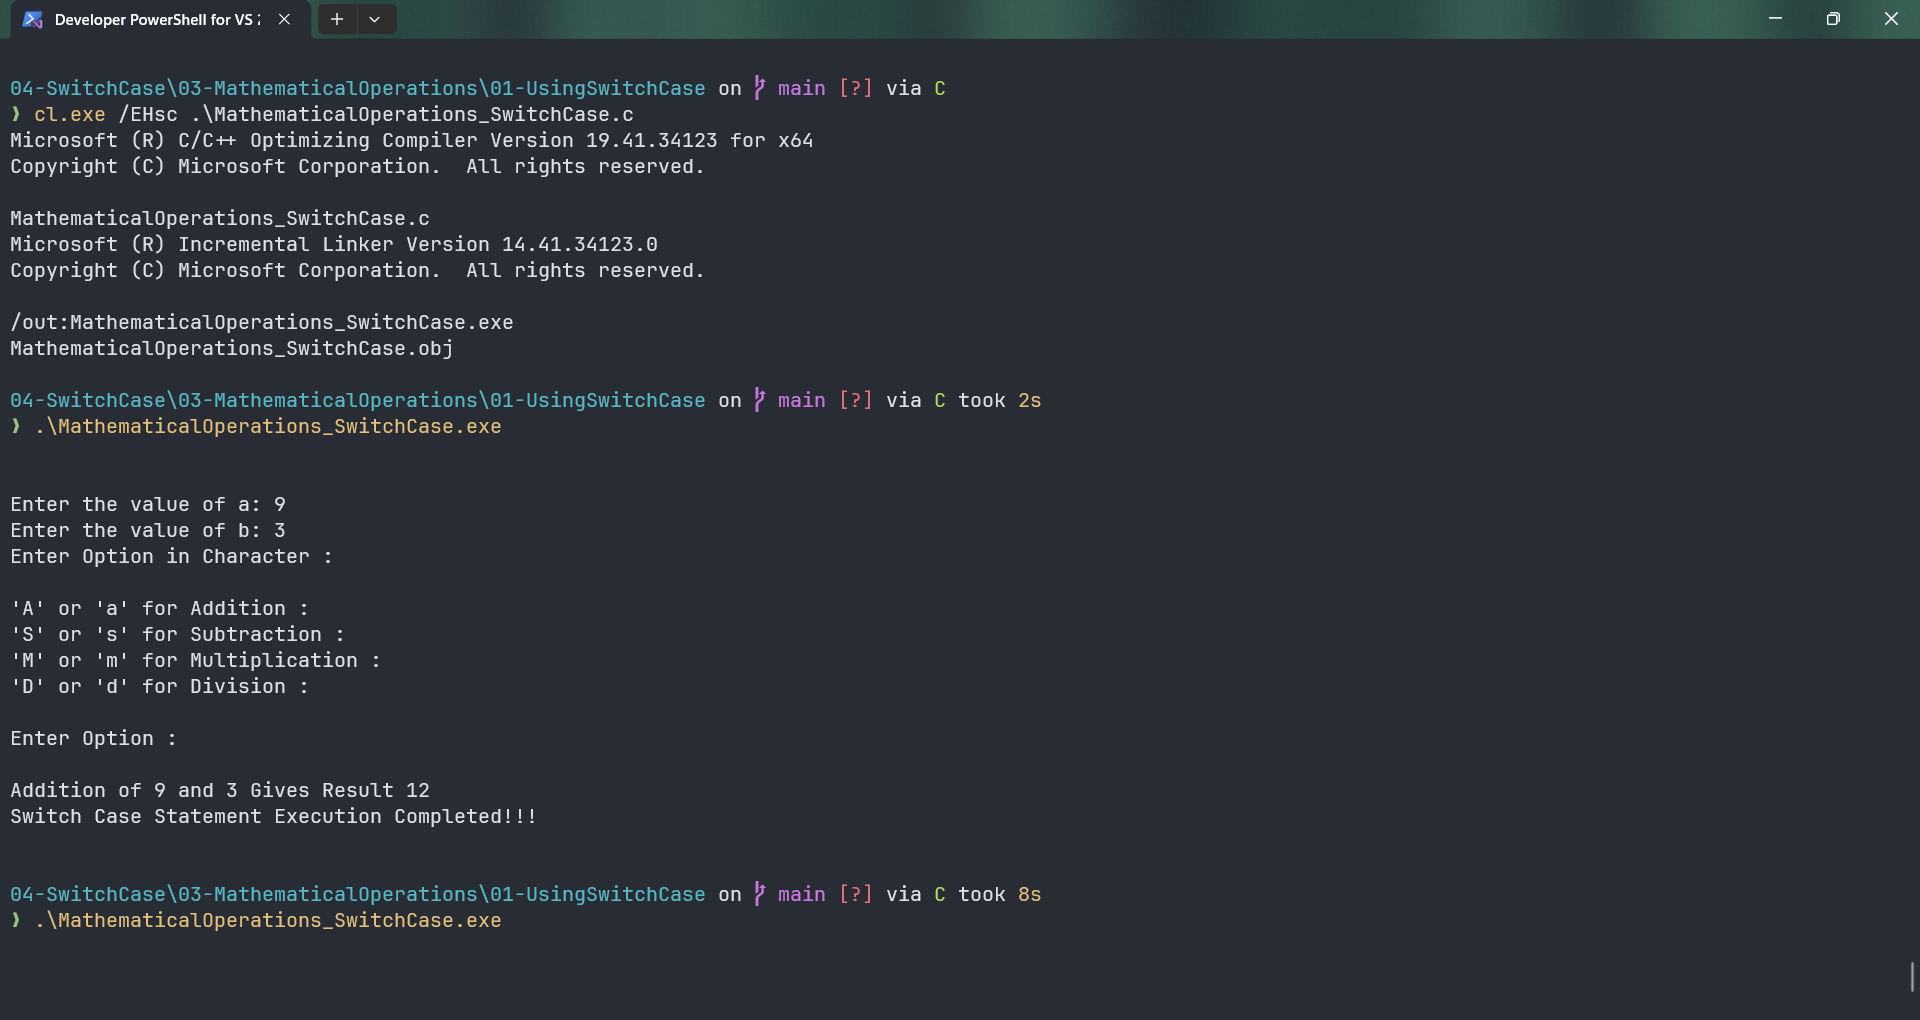 Developer PowerShell for VS 2
04-SwitchCase\03-MathematicalOperations\01-UsingSwitchCase on main [?] via C
❯ cl.exe /EHsc .\MathematicalOperations_SwitchCase.c
Microsoft (R) C/C++ Optimizing Compiler Version 19.41.34123 for x64
Copyright (C) Microsoft Corporation.  All rights reserved.
MathematicalOperations_SwitchCase.c
Microsoft (R) Incremental Linker Version 14.41.34123.0
Copyright (C) Microsoft Corporation.  All rights reserved.
/out:MathematicalOperations_SwitchCase.exe
MathematicalOperations_SwitchCase.obj
04-SwitchCase\03-MathematicalOperations\01-UsingSwitchCase on main [?] via C took 2s
❯ .\MathematicalOperations_SwitchCase.exe
Enter the value of a: 9
Enter the value of b: 3
Enter Option in Character :
'A' or 'a' for Addition :
'S' or 's' for Subtraction :
'M' or 'm' for Multiplication :
'D' or 'd' for Division :
Enter Option :
Addition of 9 and 3 Gives Result 12
Switch Case Statement Execution Completed!!!
04-SwitchCase\03-MathematicalOperations\01-UsingSwitchCase on main [?] via C took 8s
❯ .\MathematicalOperations_SwitchCase.exe